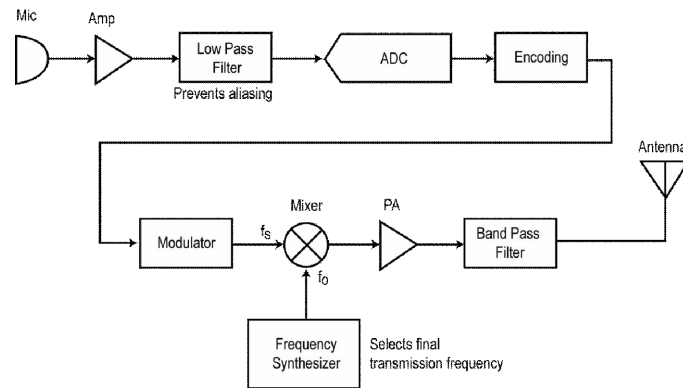 Mic
Amp
Low Pass
Filter
Prevents aliasing
ADC
Encoding
Antenna
Modulator
fs
Mixer
fo
PA
Band Pass
Filter
Frequency
Synthesizer
Selects final
transmission frequency